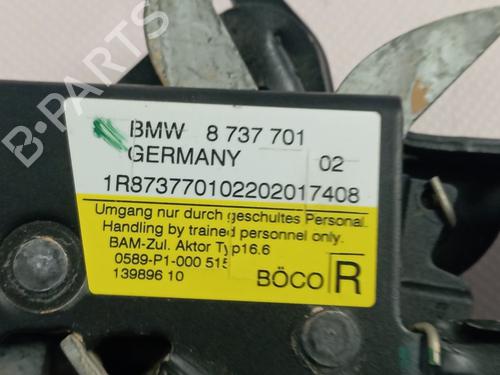 B-PARTS
BMW 8 737 701
GERMANY 02
1R873770102202017408
Umgang nur durch geschultes Personal.
Handling by trained personnel only.
BAM-Zul. Aktor Typ16.6
0589-P1-000 515
139896 10 BÖCO R